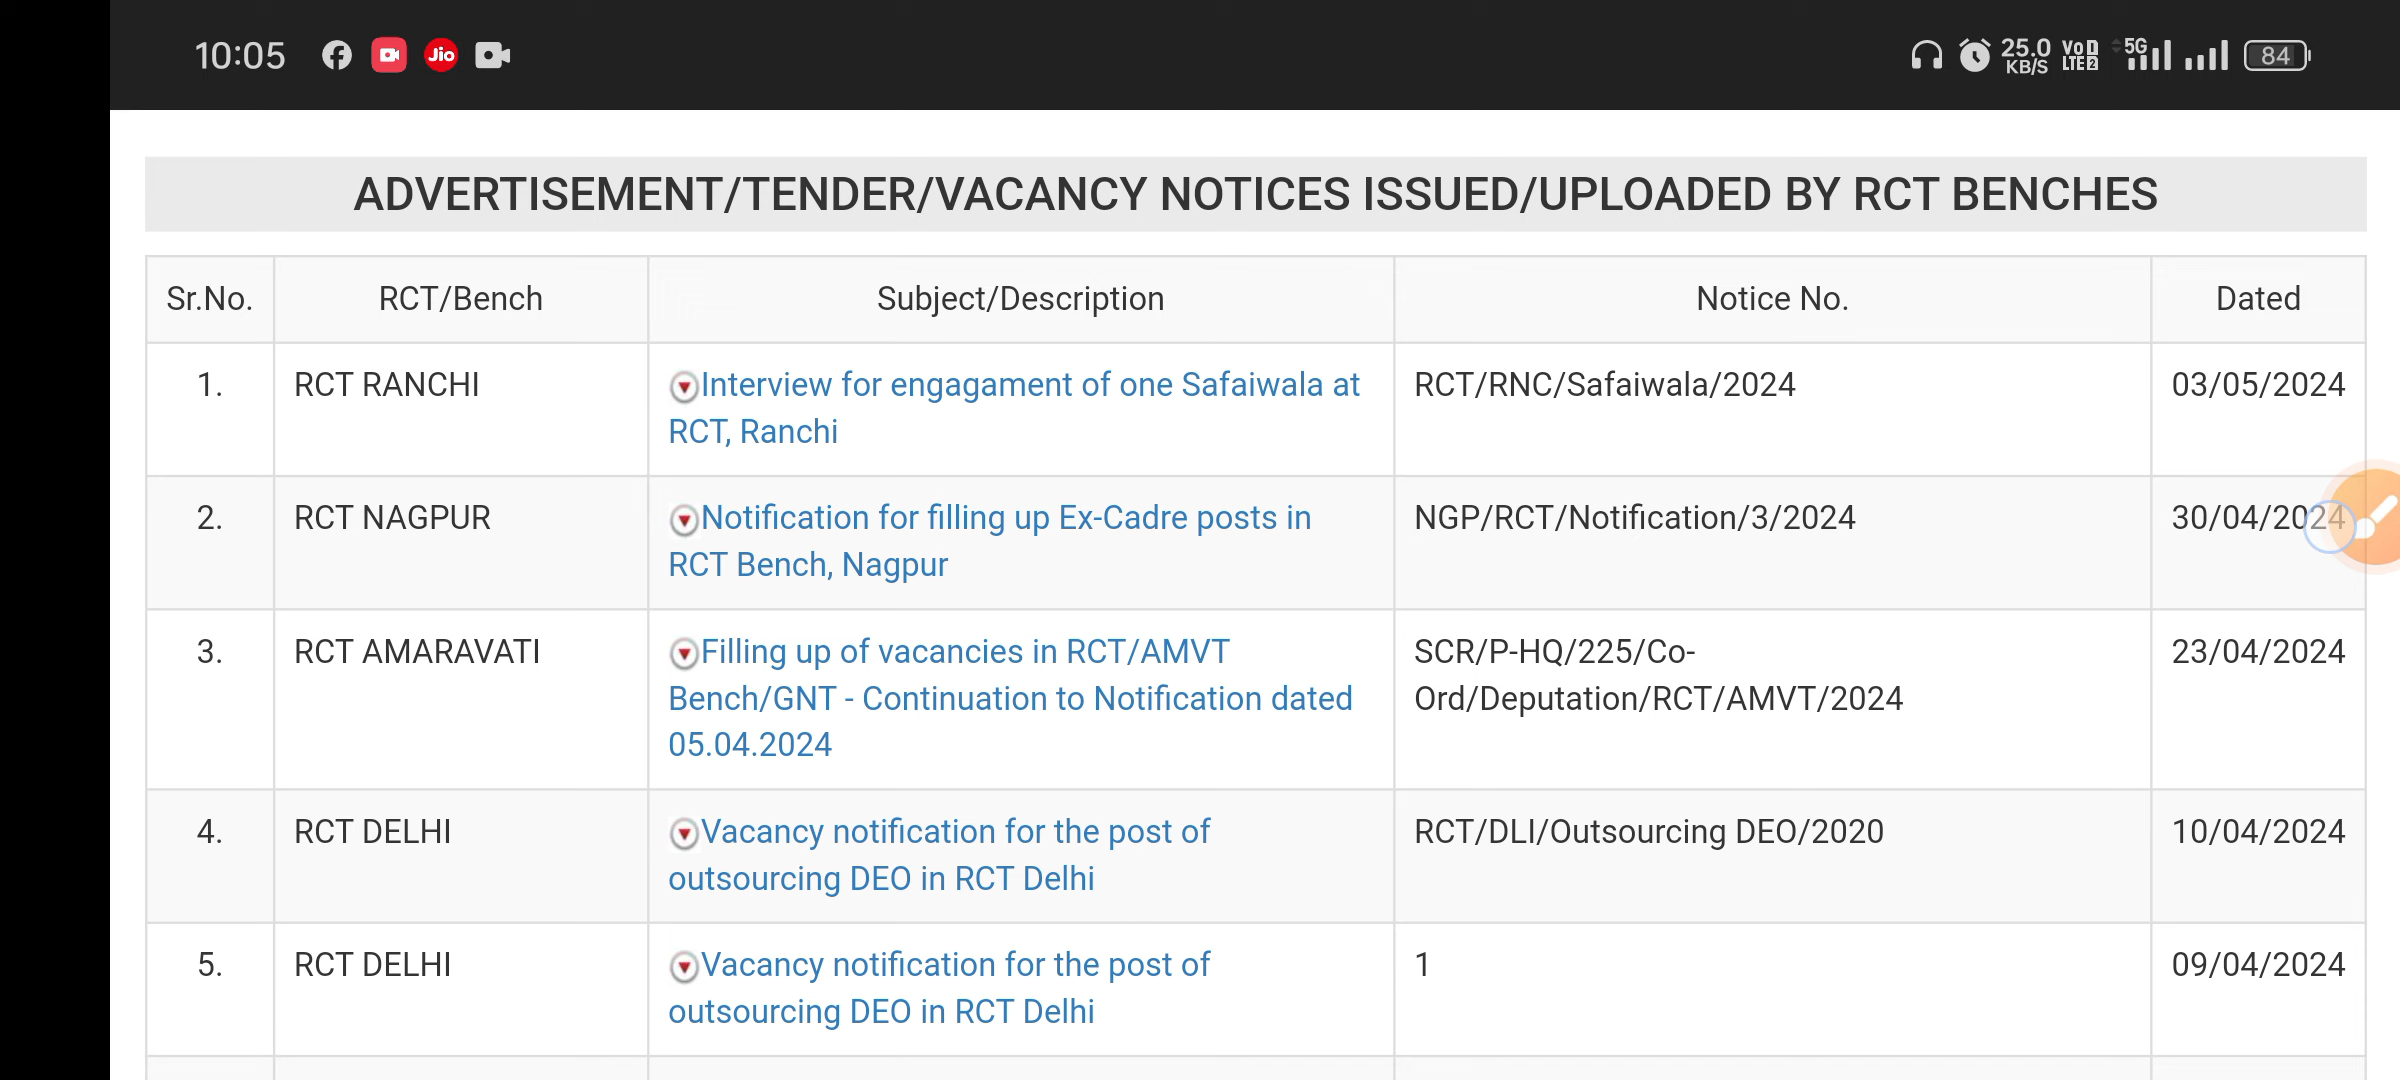 10:05 Jio 25.0 KB/S VoD LTE2 5G 84
ADVERTISEMENT/TENDER/VACANCY NOTICES ISSUED/UPLOADED BY RCT BENCHES
Sr.No. RCT/Bench Subject/Description Notice No. Dated
1. RCT RANCHI Interview for engagament of one Safaiwala at RCT/RNC/Safaiwala/2024 03/05/2024
RCT, Ranchi
2. RCT NAGPUR Notification for filling up Ex-Cadre posts in NGP/RCT/Notification/3/2024 30/04/2024
RCT Bench, Nagpur
3. RCT AMARAVATI Filling up of vacancies in RCT/AMVT SCR/P-HQ/225/Co- 23/04/2024
Bench/GNT - Continuation to Notification dated Ord/Deputation/RCT/AMVT/2024
05.04.2024
4. RCT DELHI Vacancy notification for the post of RCT/DLI/Outsourcing DEO/2020 10/04/2024
outsourcing DEO in RCT Delhi
5. RCT DELHI Vacancy notification for the post of 1 09/04/2024
outsourcing DEO in RCT Delhi